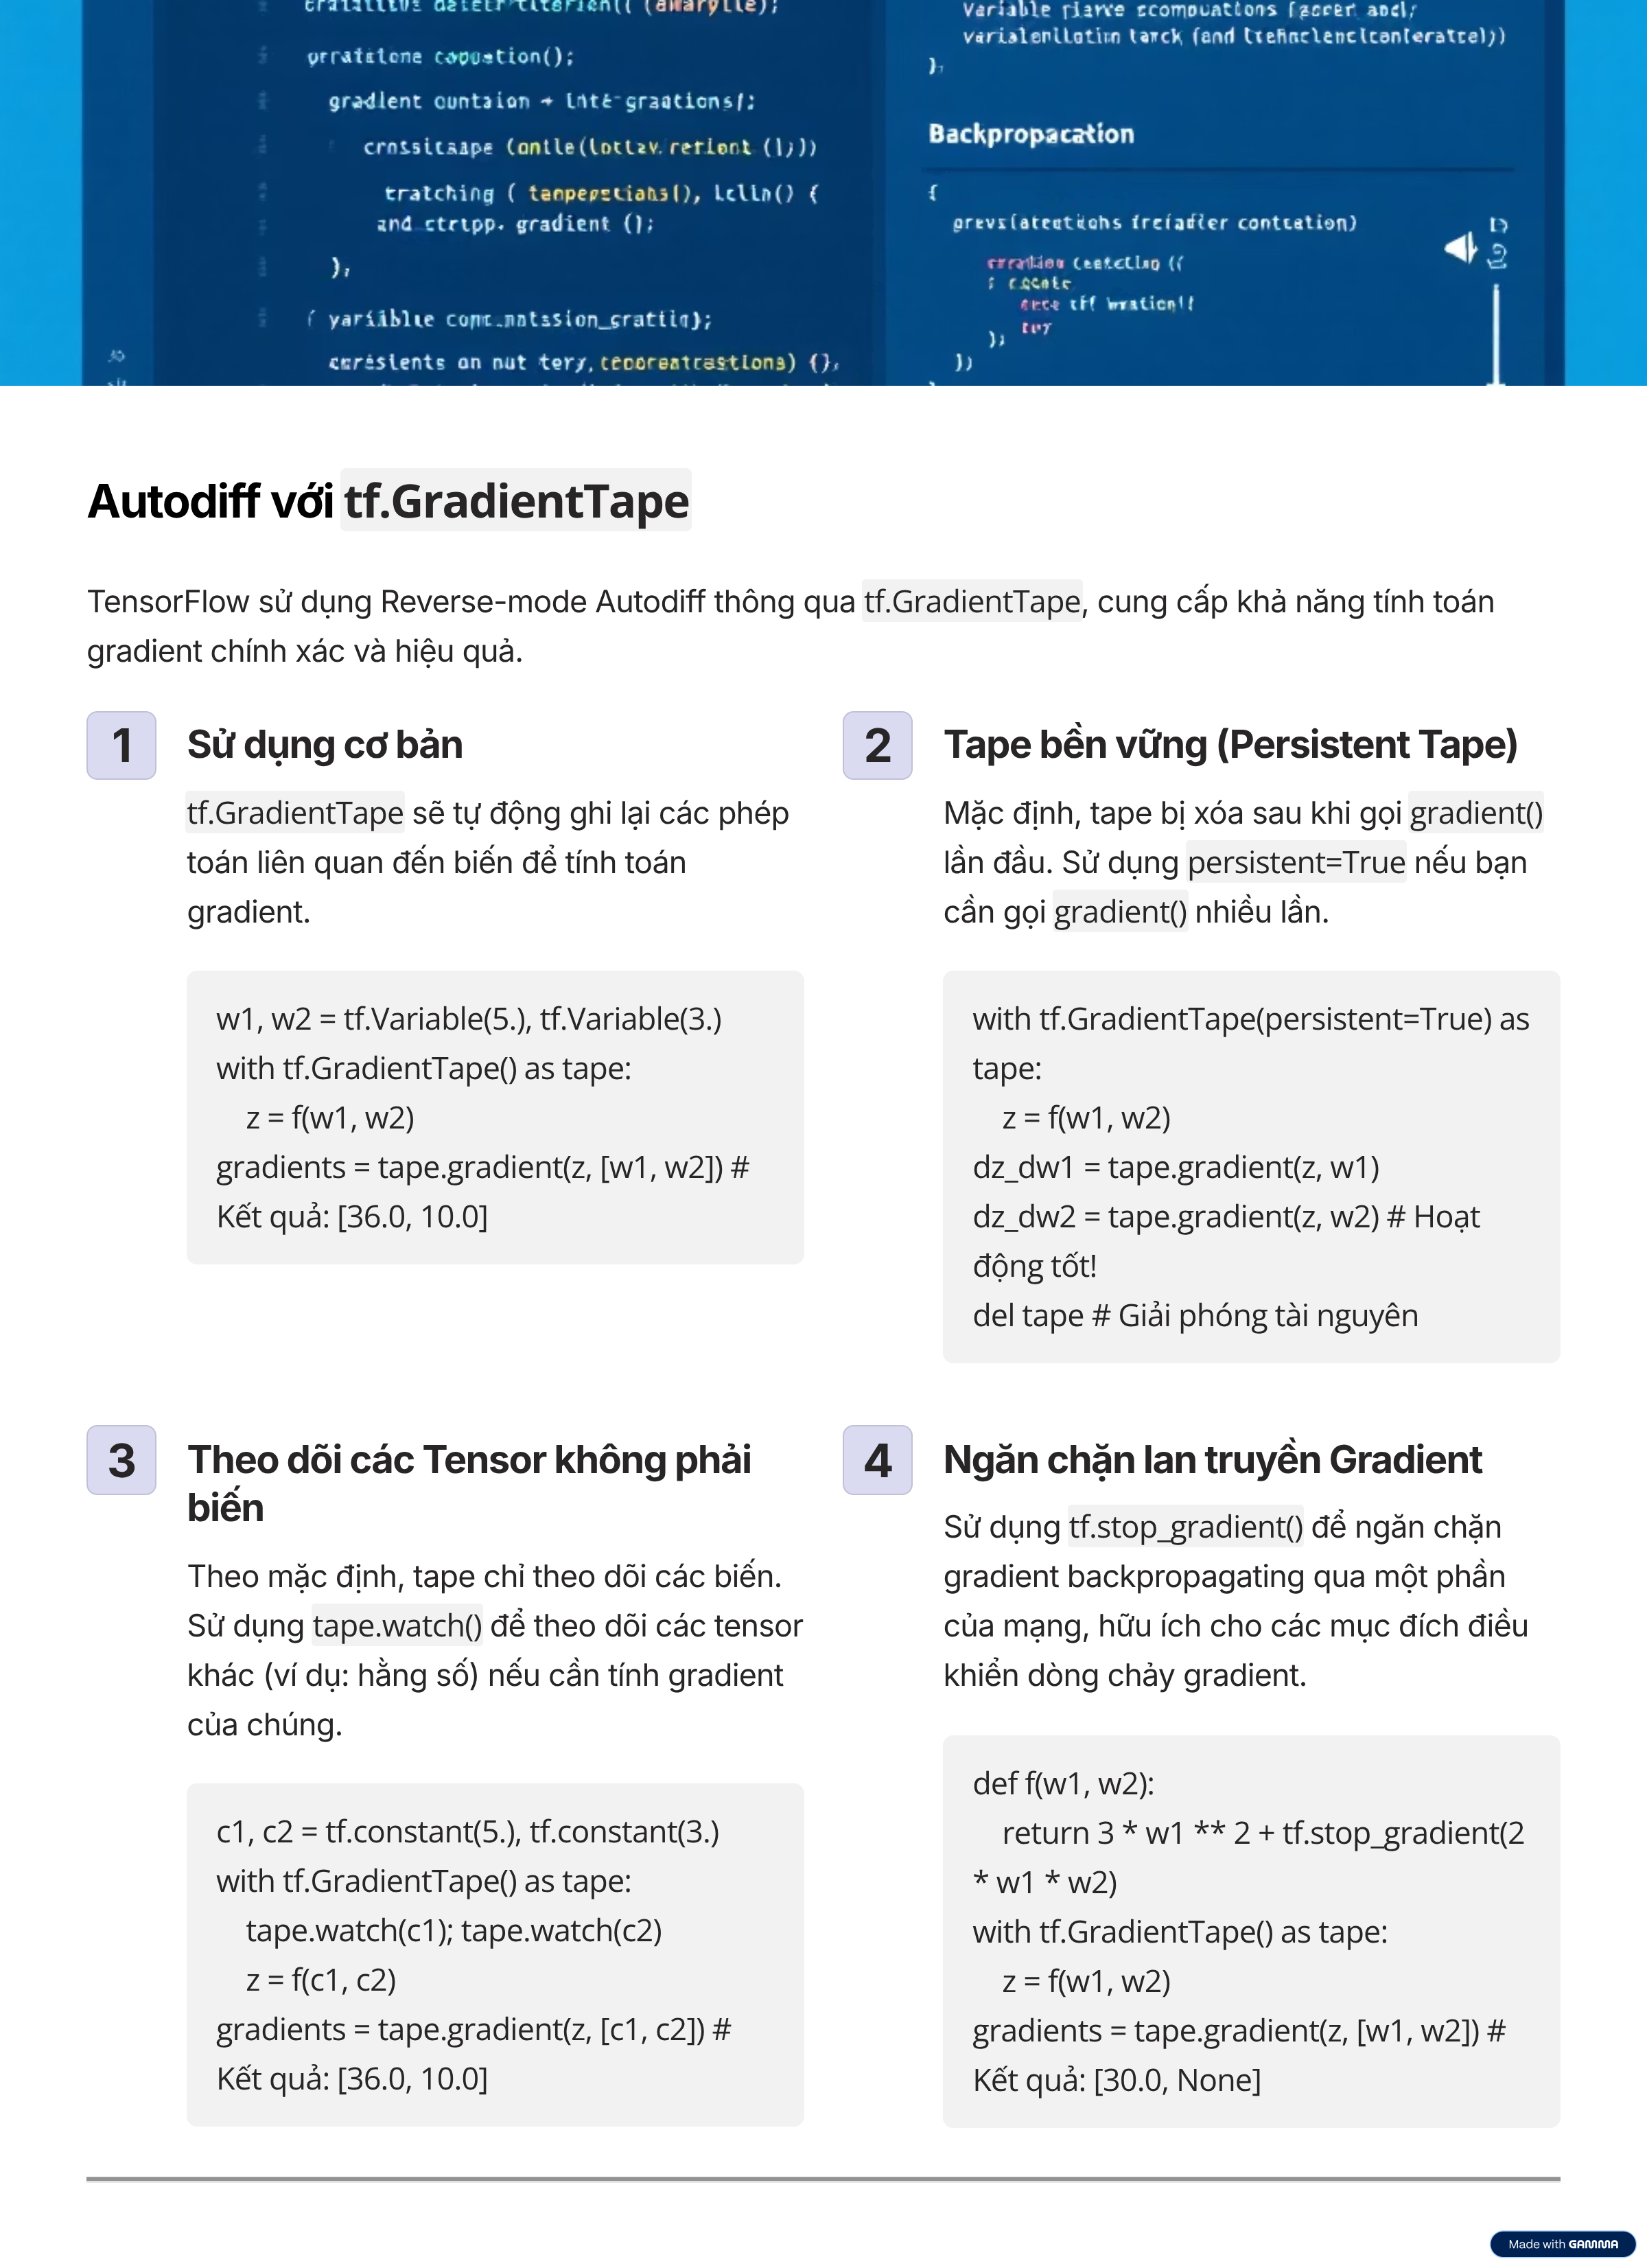 gradient ();
Backpropacation
Autodiff với tf.GradientTape
TensorFlow sử dụng Reverse-mode Autodiff thông qua tf.GradientTape, cung cấp khả năng tính toán
gradient chính xác và hiệu quả.
1
Sử dụng cơ bản
tf.GradientTape sẽ tự động ghi lại các phép
toán liên quan đến biến để tính toán
gradient.
w1, w2 = tf.Variable(5.), tf.Variable(3.)
with tf.GradientTape() as tape:
z = f(w1, w2)
gradients = tape.gradient(z, [w1, w2]) #
Kết quả: [36.0, 10.0]
2
Tape bền vững (Persistent Tape)
Mặc định, tape bị xóa sau khi gọi gradient()
lần đầu. Sử dụng persistent=True nếu bạn
cần gọi gradient() nhiều lần.
with tf.GradientTape(persistent=True) as
tape:
z = f(w1, w2)
dz_dw1 = tape.gradient(z, w1)
dz_dw2 = tape.gradient(z, w2) # Hoạt
động tốt!
del tape # Giải phóng tài nguyên
3
Theo dõi các Tensor không phải
biến
Theo mặc định, tape chỉ theo dõi các biến.
Sử dụng tape.watch() để theo dõi các tensor
khác (ví dụ: hằng số) nếu cần tính gradient
của chúng.
c1, c2 = tf.constant(5.), tf.constant(3.)
with tf.GradientTape() as tape:
tape.watch(c1); tape.watch(c2)
z = f(c1, c2)
gradients = tape.gradient(z, [c1, c2]) #
Kết quả: [36.0, 10.0]
4
Ngăn chặn lan truyền Gradient
Sử dụng tf.stop_gradient() để ngăn chặn
gradient backpropagating qua một phần
của mạng, hữu ích cho các mục đích điều
khiển dòng chảy gradient.
def f(w1, w2):
return 3 * w1 ** 2 + tf.stop_gradient(2
* w1 * w2)
with tf.GradientTape() as tape:
z = f(w1, w2)
gradients = tape.gradient(z, [w1, w2]) #
Kết quả: [30.0, None]
Made with GAMMA